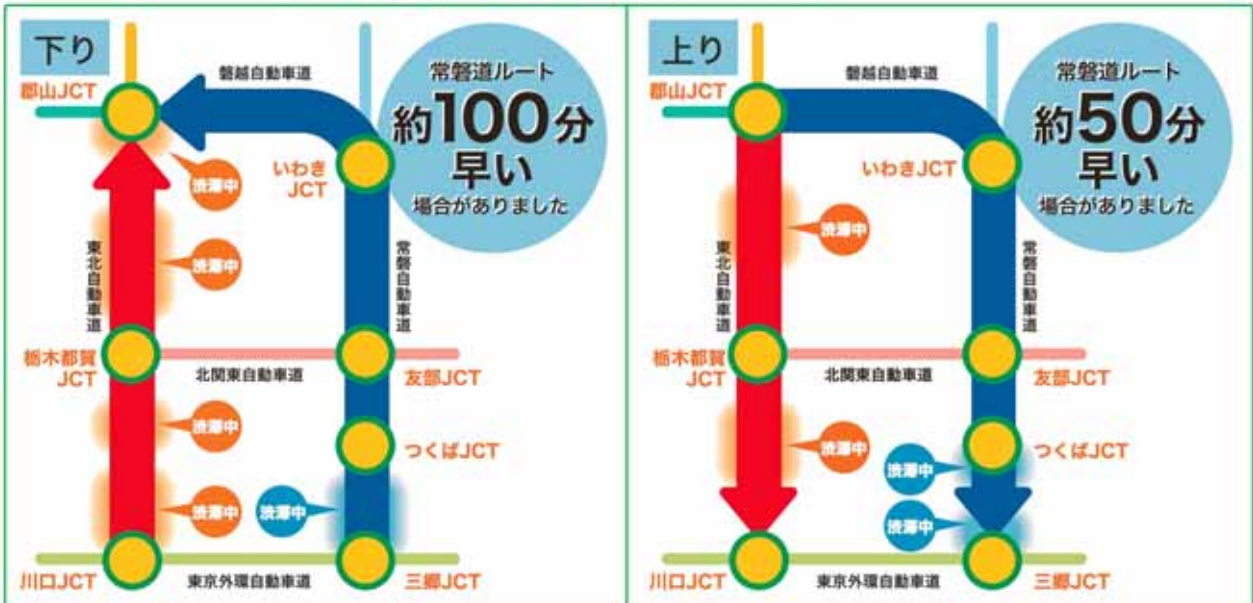 下り
常磐道ルート
約100分
早い
場合がありました
磐越自動車道
郡山JCT
渋滞中
いわき
JCT
渋滞中
東北自動車道
常磐自動車道
栃木都賀
JCT
北関東自動車道
友部JCT
渋滞中
つくばJCT
渋滞中
渋滞中
川口JCT
東京外環自動車道
三郷JCT
上り
常磐道ルート
約50分
早い
場合がありました
磐越自動車道
郡山JCT
いわきJCT
渋滞中
東北自動車道
常磐自動車道
栃木都賀
JCT
北関東自動車道
友部JCT
渋滞中
つくばJCT
渋滞中
渋滞中
川口JCT
東京外環自動車道
三郷JCT